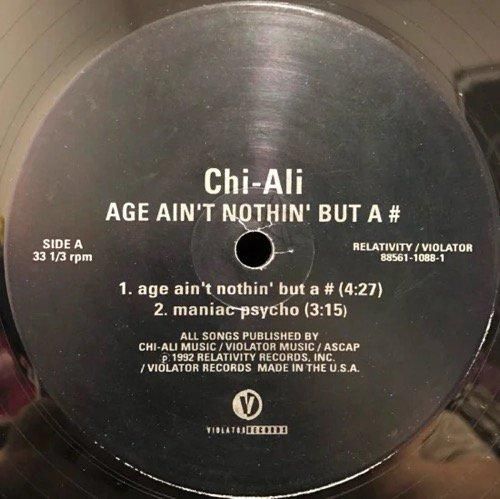 Chi-Ali
AGE AIN'T NOTHIN' BUT A #
SIDE A
33 1/3 rpm
RELATIVITY / VIOLATOR
88561-1088-1
1. age ain't nothin' but a # (4:27)
2. maniac psycho (3:15)
ALL SONGS PUBLISHED BY
CHI-ALI MUSIC / VIOLATOR MUSIC / ASCAP
℗ 1992 RELATIVITY RECORDS, INC.
/ VIOLATOR RECORDS MADE IN THE U.S.A.
V
VIOLATOR RECORDS